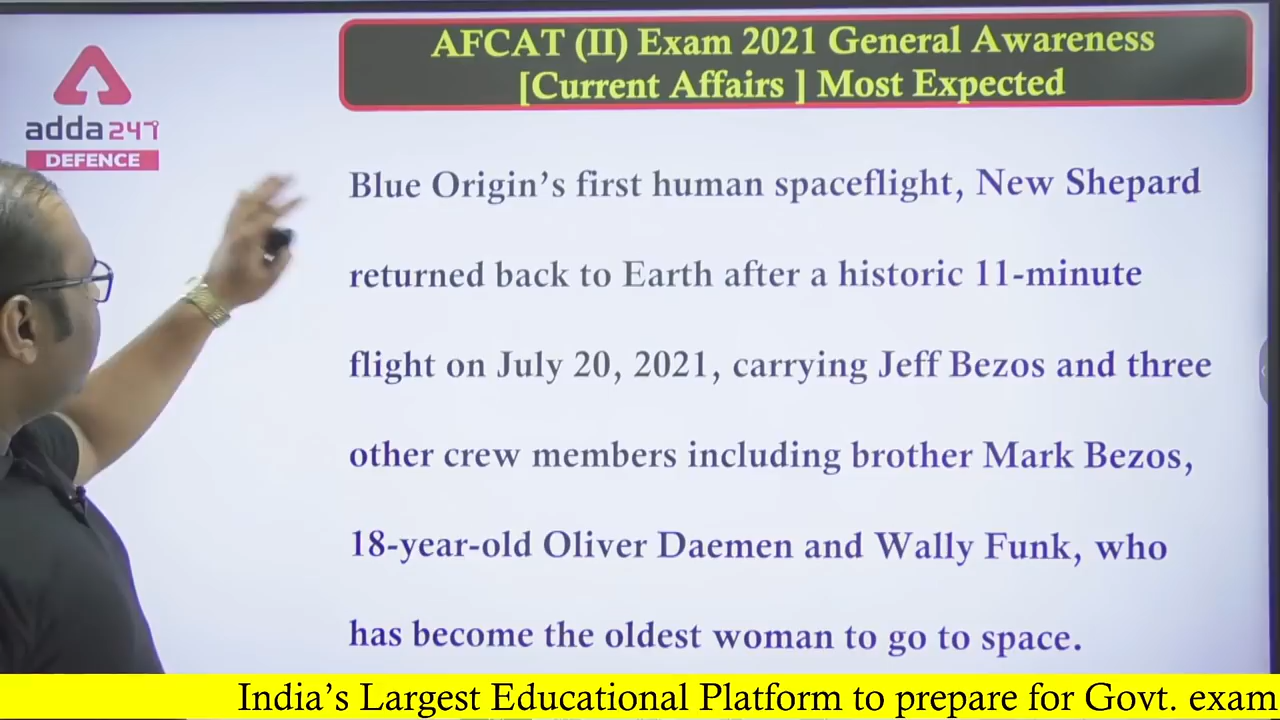 AFCAT (II) Exam 2021 General Awareness
[Current Affairs ] Most Expected
adda247
DEFENCE
Blue Origin's first human spaceflight, New Shepard
returned back to Earth after a historic 11-minute
flight on July 20, 2021, carrying Jeff Bezos and three
other crew members including brother Mark Bezos,
18-year-old Oliver Daemen and Wally Funk, who
has become the oldest woman to go to space.
India's Largest Educational Platform to prepare for Govt. exam